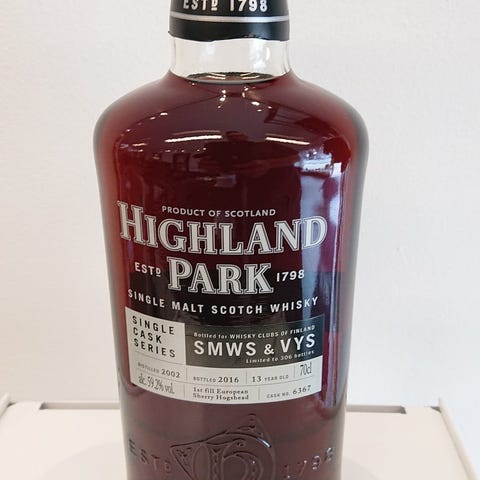 ESTD 1798
PRODUCT OF SCOTLAND
HIGHLAND
ESTD PARK 1798
SINGLE MALT SCOTCH WHISKY
SINGLE CASK SERIES
Bottled for WHISKY CLUBS OF FINLAND
SMWS & VYS
Limited to 306 bottles
DISTILLED 2002
BOTTLED 2016
13 YEAR OLD
70cl
alc. 59,2% vol.
1st fill European
Sherry Hogshead
CASK NO. 6367
ESTD 1798